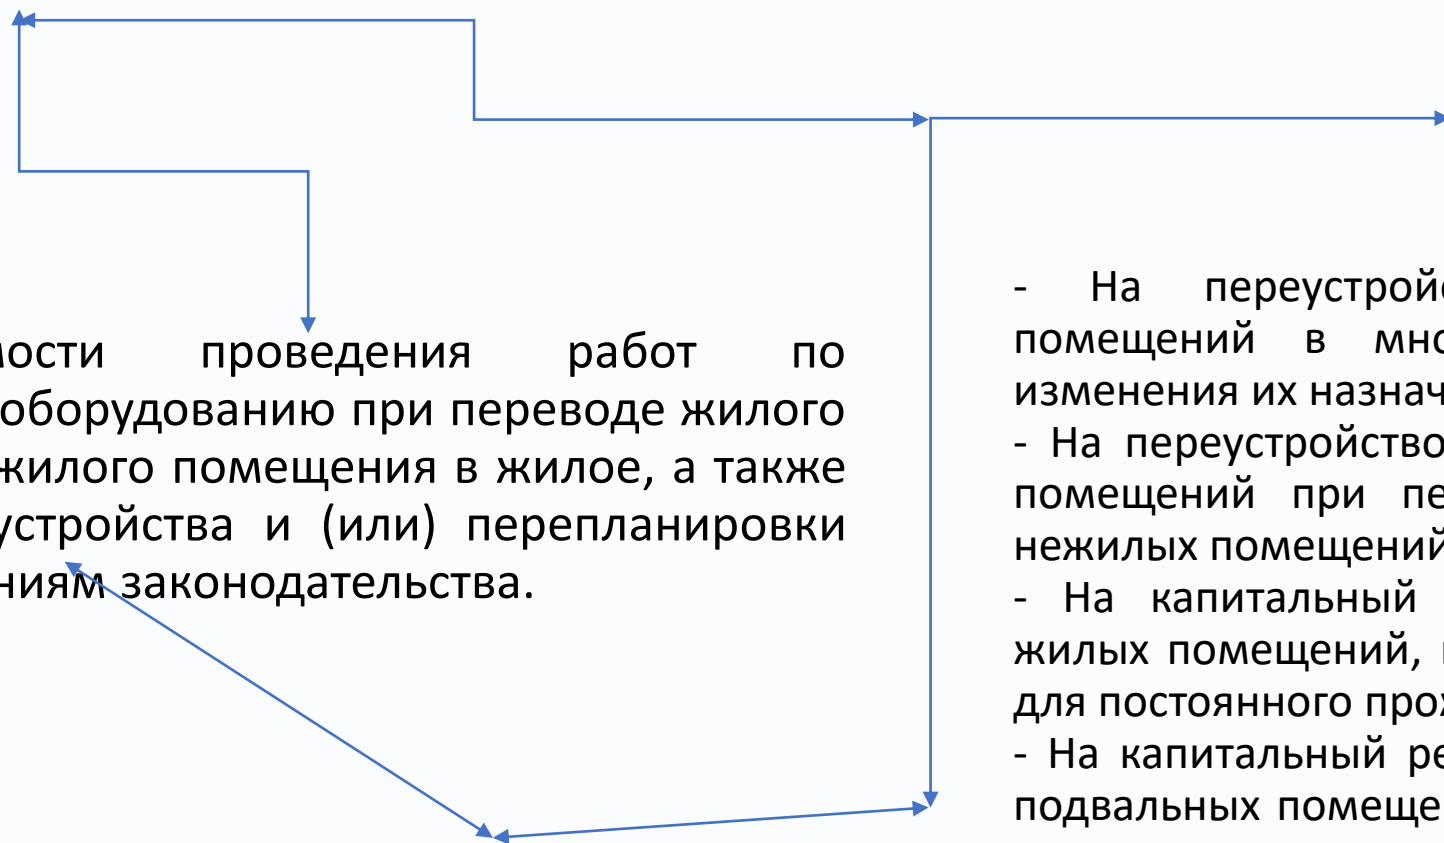 мости проведения работ по
оборудованию при переводе жилого
жилого помещения в жилое, а также
устройства и (или) перепланировки
ниям законодательства.
- На переустройс
помещений в мно
изменения их назнач
- На переустройство
помещений при пе
нежилых помещений
- На капитальный
жилых помещений,
для постоянного прож
- На капитальный ре
подвальных помеще